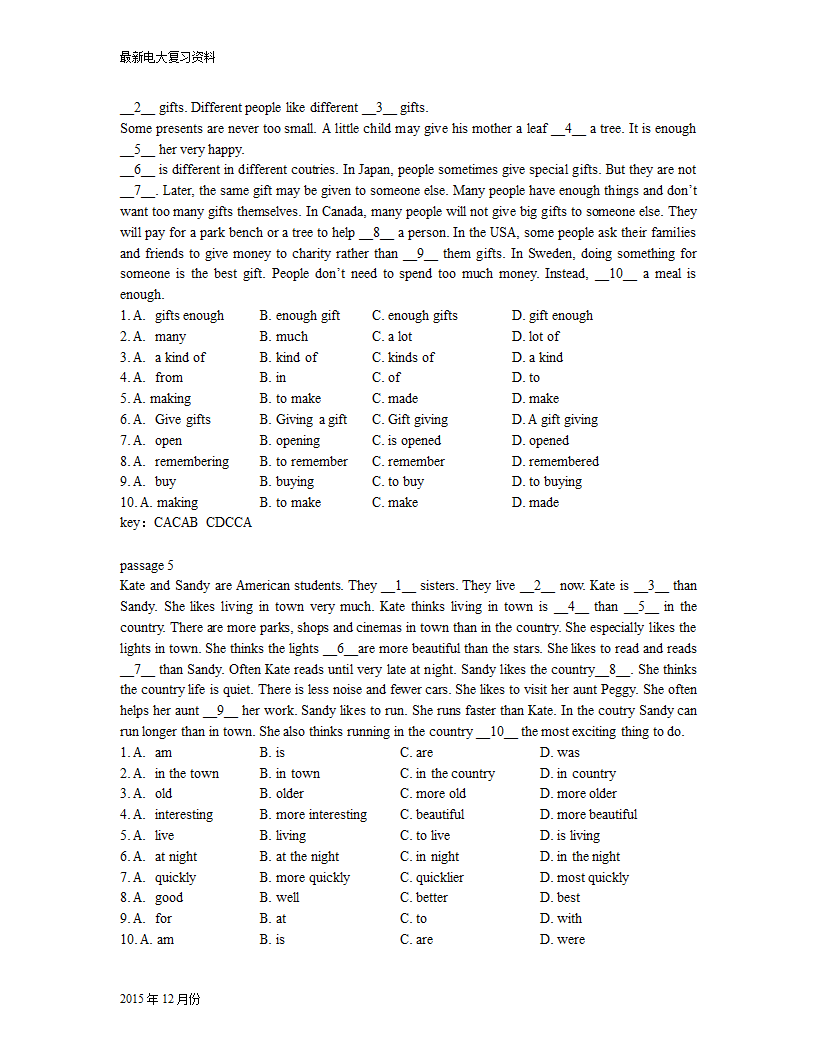 最新电大复习资料
__2__ gifts. Different people like different __3__ gifts.
Some presents are never too small. A little child may give his mother a leaf __4__ a tree. It is enough
__5__ her very happy.
__6__ is different in different coutries. In Japan, people sometimes give special gifts. But they are not
__7__. Later, the same gift may be given to someone else. Many people have enough things and don’t
want too many gifts themselves. In Canada, many people will not give big gifts to someone else. They
will pay for a park bench or a tree to help __8__ a person. In the USA, some people ask their families
and friends to give money to charity rather than __9__ them gifts. In Sweden, doing something for
someone is the best gift. People don’t need to spend too much money. Instead, __10__ a meal is
enough.
1. A. gifts enough B. enough gift C. enough gifts D. gift enough
2. A. many B. much C. a lot D. lot of
3. A. a kind of B. kind of C. kinds of D. a kind
4. A. from B. in C. of D. to
5. A. making B. to make C. made D. make
6. A. Give gifts B. Giving a gift C. Gift giving D. A gift giving
7. A. open B. opening C. is opened D. opened
8. A. remembering B. to remember C. remember D. remembered
9. A. buy B. buying C. to buy D. to buying
10. A. making B. to make C. make D. made
key：CACAB CDCCA
passage 5
Kate and Sandy are American students. They __1__ sisters. They live __2__ now. Kate is __3__ than
Sandy. She likes living in town very much. Kate thinks living in town is __4__ than __5__ in the
country. There are more parks, shops and cinemas in town than in the country. She especially likes the
lights in town. She thinks the lights __6__are more beautiful than the stars. She likes to read and reads
__7__ than Sandy. Often Kate reads until very late at night. Sandy likes the country__8__. She thinks
the country life is quiet. There is less noise and fewer cars. She likes to visit her aunt Peggy. She often
helps her aunt __9__ her work. Sandy likes to run. She runs faster than Kate. In the coutry Sandy can
run longer than in town. She also thinks running in the country __10__ the most exciting thing to do.
1. A. am B. is C. are D. was
2. A. in the town B. in town C. in the country D. in country
3. A. old B. older C. more old D. more older
4. A. interesting B. more interesting C. beautiful D. more beautiful
5. A. live B. living C. to live D. is living
6. A. at night B. at the night C. in night D. in the night
7. A. quickly B. more quickly C. quicklier D. most quickly
8. A. good B. well C. better D. best
9. A. for B. at C. to D. with
10. A. am B. is C. are D. were
2015 年 12 月份